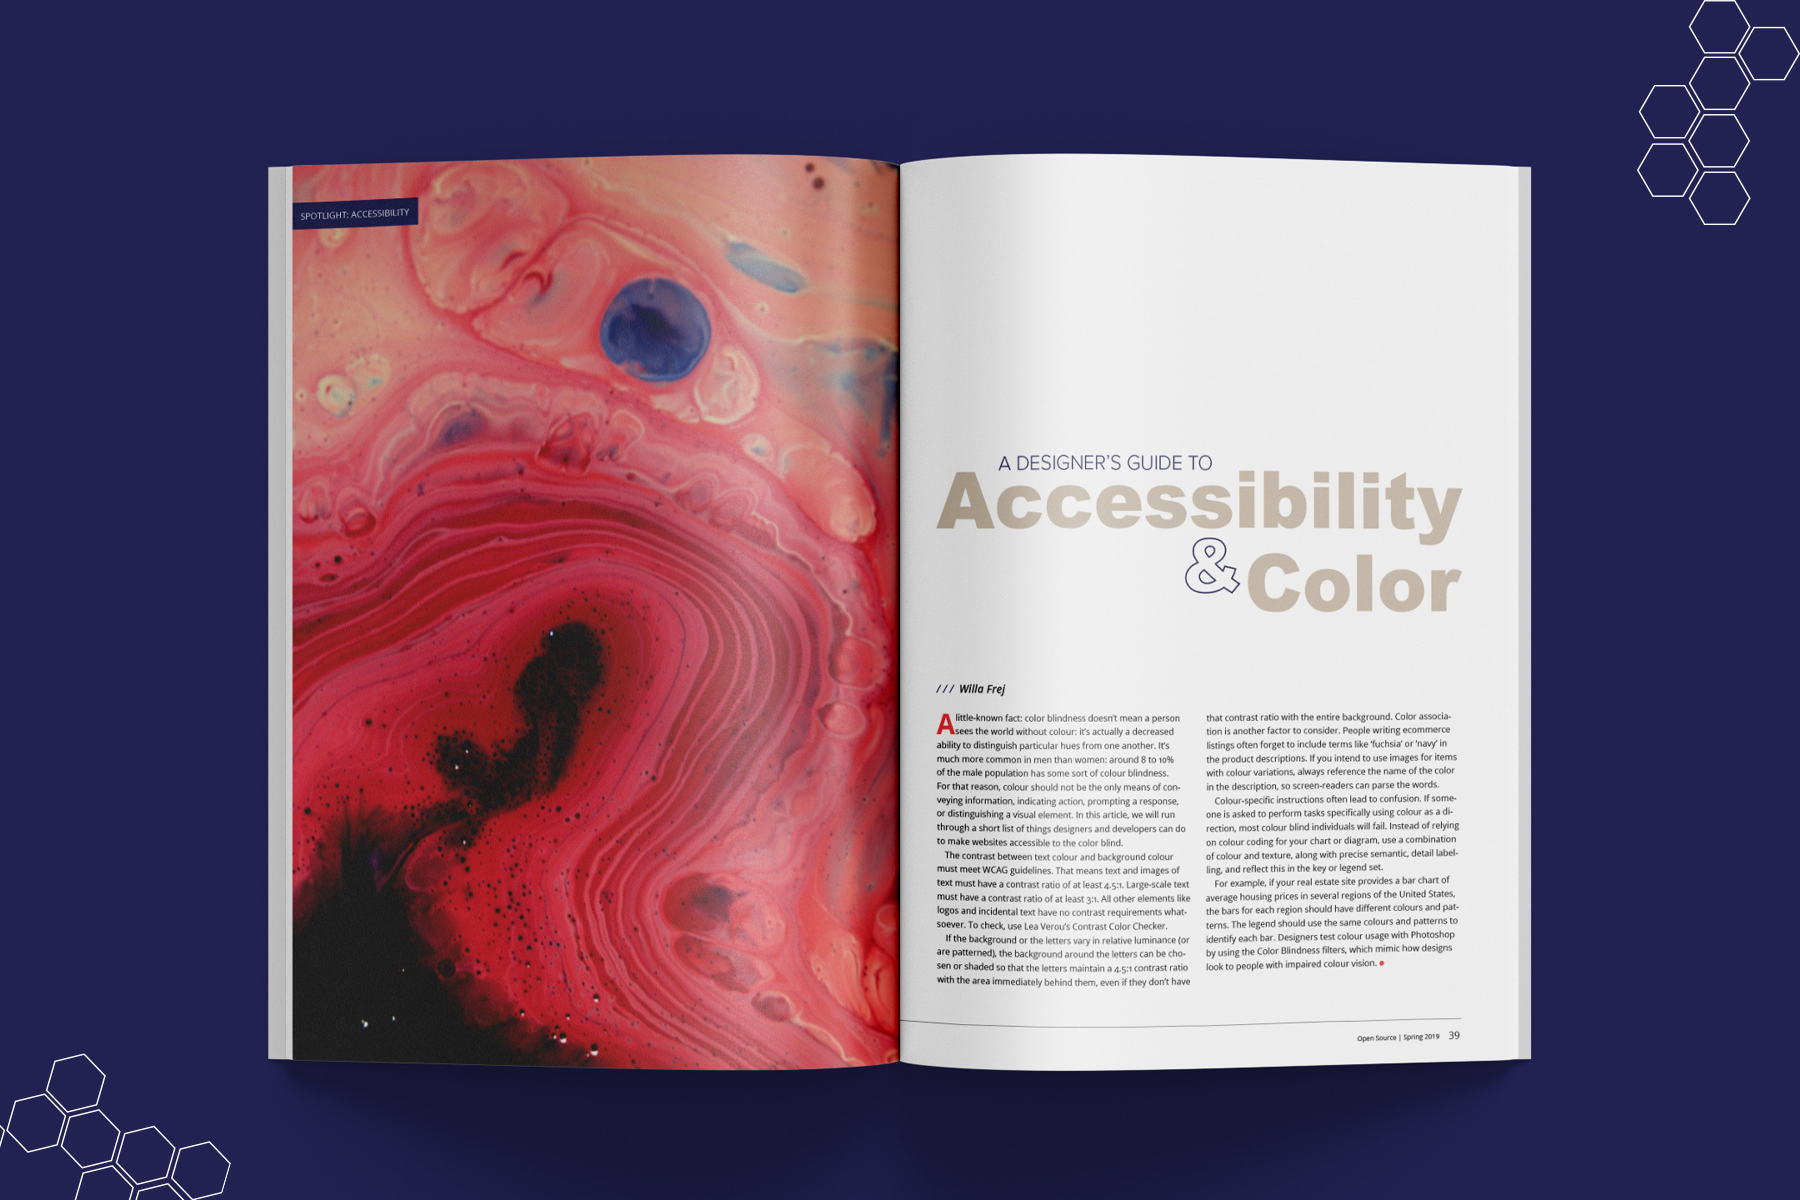 SPOTLIGHT: ACCESSIBILITY
A DESIGNER'S GUIDE TO
Accessibility
& Color
/// Willa Frej
A little-known fact: color blindness doesn't mean a person
sees the world without colour: it's actually a decreased
ability to distinguish particular hues from one another. It's
much more common in men than women: around 8 to 10%
of the male population has some sort of colour blindness.
For that reason, colour should not be the only means of con-
veying information, indicating action, prompting a response,
or distinguishing a visual element. In this article, we will run
through a short list of things designers and developers can do
to make websites accessible to the color blind.
The contrast between text colour and background colour
must meet WCAG guidelines. That means text and images of
text must have a contrast ratio of at least 4.5:1. Large-scale text
must have a contrast ratio of at least 3:1. All other elements like
logos and incidental text have no contrast requirements what-
soever. To check, use Lea Verou's Contrast Color Checker.
If the background or the letters vary in relative luminance (or
are patterned), the background around the letters can be cho-
sen or shaded so that the letters maintain a 4.5:1 contrast ratio
with the area immediately behind them, even if they don't have
that contrast ratio with the entire background. Color associa-
tion is another factor to consider. People writing ecommerce
listings often forget to include terms like 'fuchsia' or 'navy' in
the product descriptions. If you intend to use images for items
with colour variations, always reference the name of the color
in the description, so screen-readers can parse the words.
Colour-specific instructions often lead to confusion. If some-
one is asked to perform tasks specifically using colour as a di-
rection, most colour blind individuals will fail. Instead of relying
on colour coding for your chart or diagram, use a combination
of colour and texture, along with precise semantic, detail label-
ling, and reflect this in the key or legend set.
For example, if your real estate site provides a bar chart of
average housing prices in several regions of the United States,
the bars for each region should have different colours and pat-
terns. The legend should use the same colours and patterns to
identify each bar. Designers test colour usage with Photoshop
by using the Color Blindness filters, which mimic how designs
look to people with impaired colour vision.
Open Source | Spring 2019 39